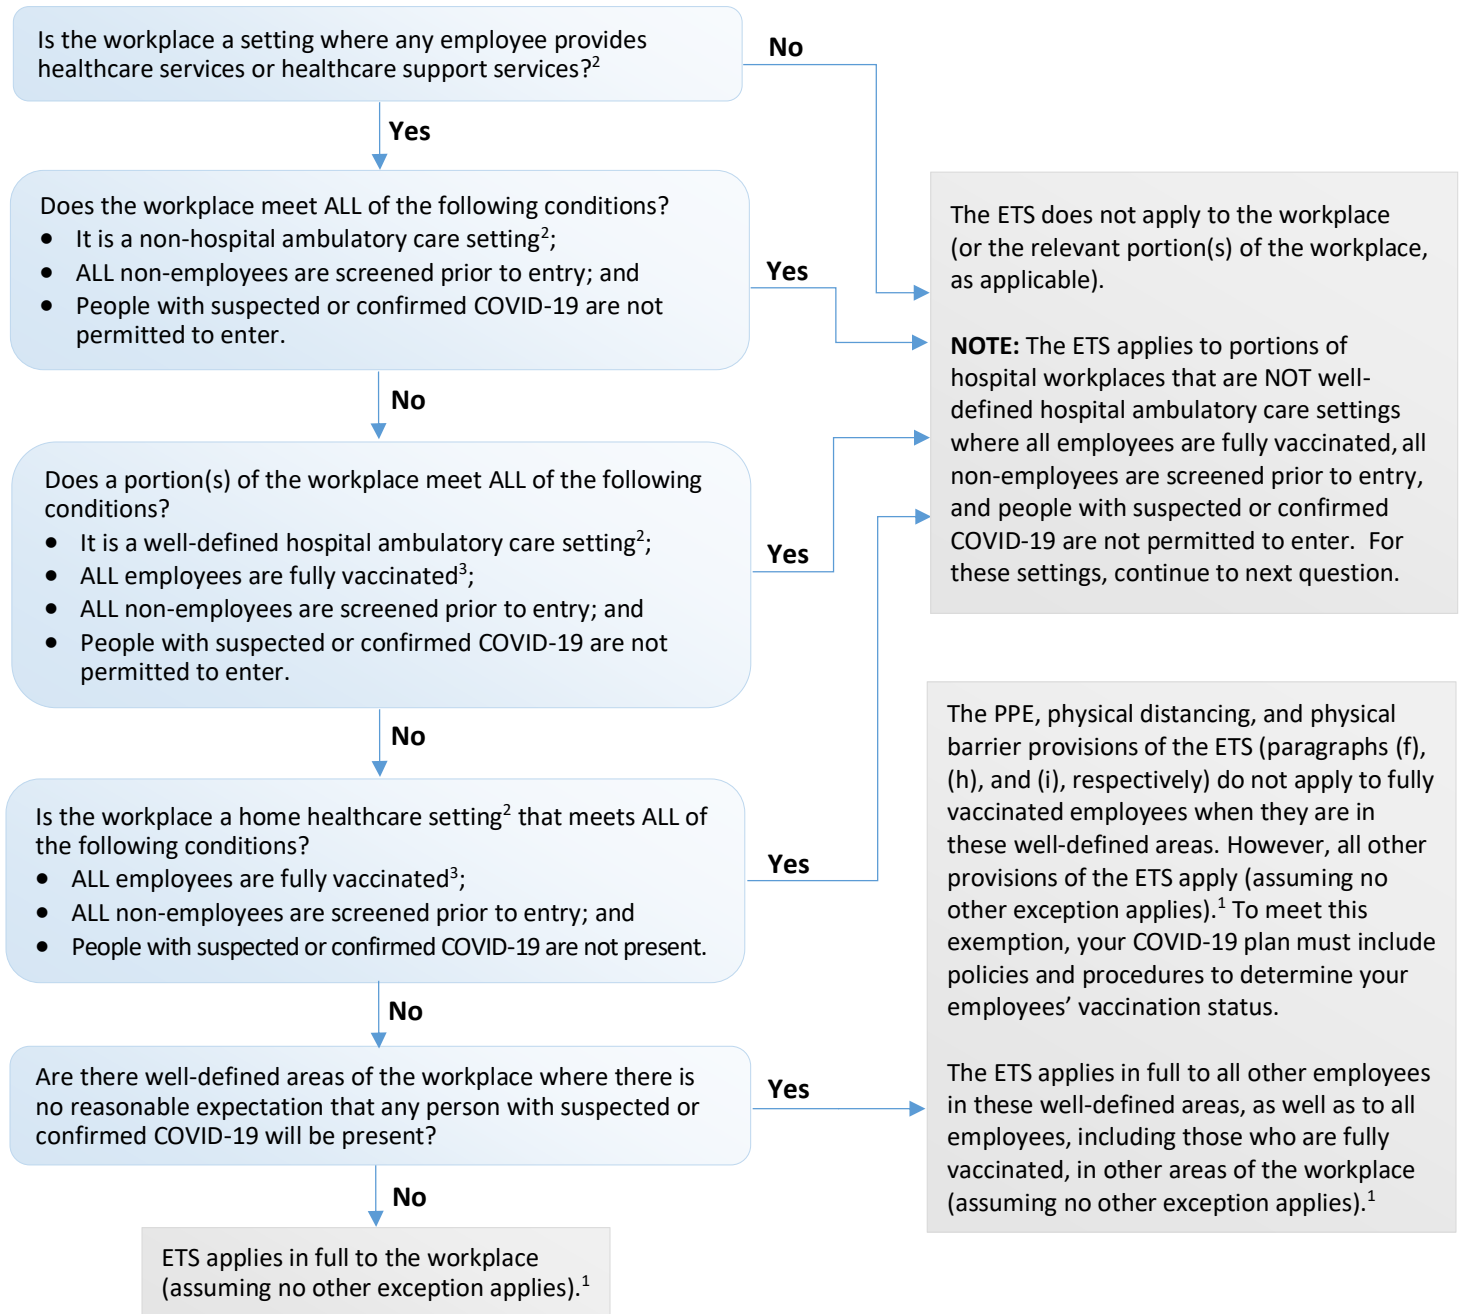 Is the workplace a setting where any employee provides
healthcare services or healthcare support services?²
No
Yes
Does the workplace meet ALL of the following conditions?
• It is a non-hospital ambulatory care setting²;
• ALL non-employees are screened prior to entry; and
• People with suspected or confirmed COVID-19 are not
permitted to enter.
Yes
No
The ETS does not apply to the workplace
(or the relevant portion(s) of the workplace,
as applicable).
NOTE: The ETS applies to portions of
hospital workplaces that are NOT well-
defined hospital ambulatory care settings
where all employees are fully vaccinated, all
non-employees are screened prior to entry,
and people with suspected or confirmed
COVID-19 are not permitted to enter. For
these settings, continue to next question.
Does a portion(s) of the workplace meet ALL of the following
conditions?
• It is a well-defined hospital ambulatory care setting²;
• ALL employees are fully vaccinated³;
• ALL non-employees are screened prior to entry; and
• People with suspected or confirmed COVID-19 are not
permitted to enter.
Yes
No
Is the workplace a home healthcare setting² that meets ALL of
the following conditions?
• ALL employees are fully vaccinated³;
• ALL non-employees are screened prior to entry; and
• People with suspected or confirmed COVID-19 are not present.
Yes
No
Are there well-defined areas of the workplace where there is
no reasonable expectation that any person with suspected or
confirmed COVID-19 will be present?
Yes
No
The PPE, physical distancing, and physical
barrier provisions of the ETS (paragraphs (f),
(h), and (i), respectively) do not apply to fully
vaccinated employees when they are in
these well-defined areas. However, all other
provisions of the ETS apply (assuming no
other exception applies).¹ To meet this
exemption, your COVID-19 plan must include
policies and procedures to determine your
employees’ vaccination status.
The ETS applies in full to all other employees
in these well-defined areas, as well as to all
employees, including those who are fully
vaccinated, in other areas of the workplace
(assuming no other exception applies).¹
ETS applies in full to the workplace
(assuming no other exception applies).¹